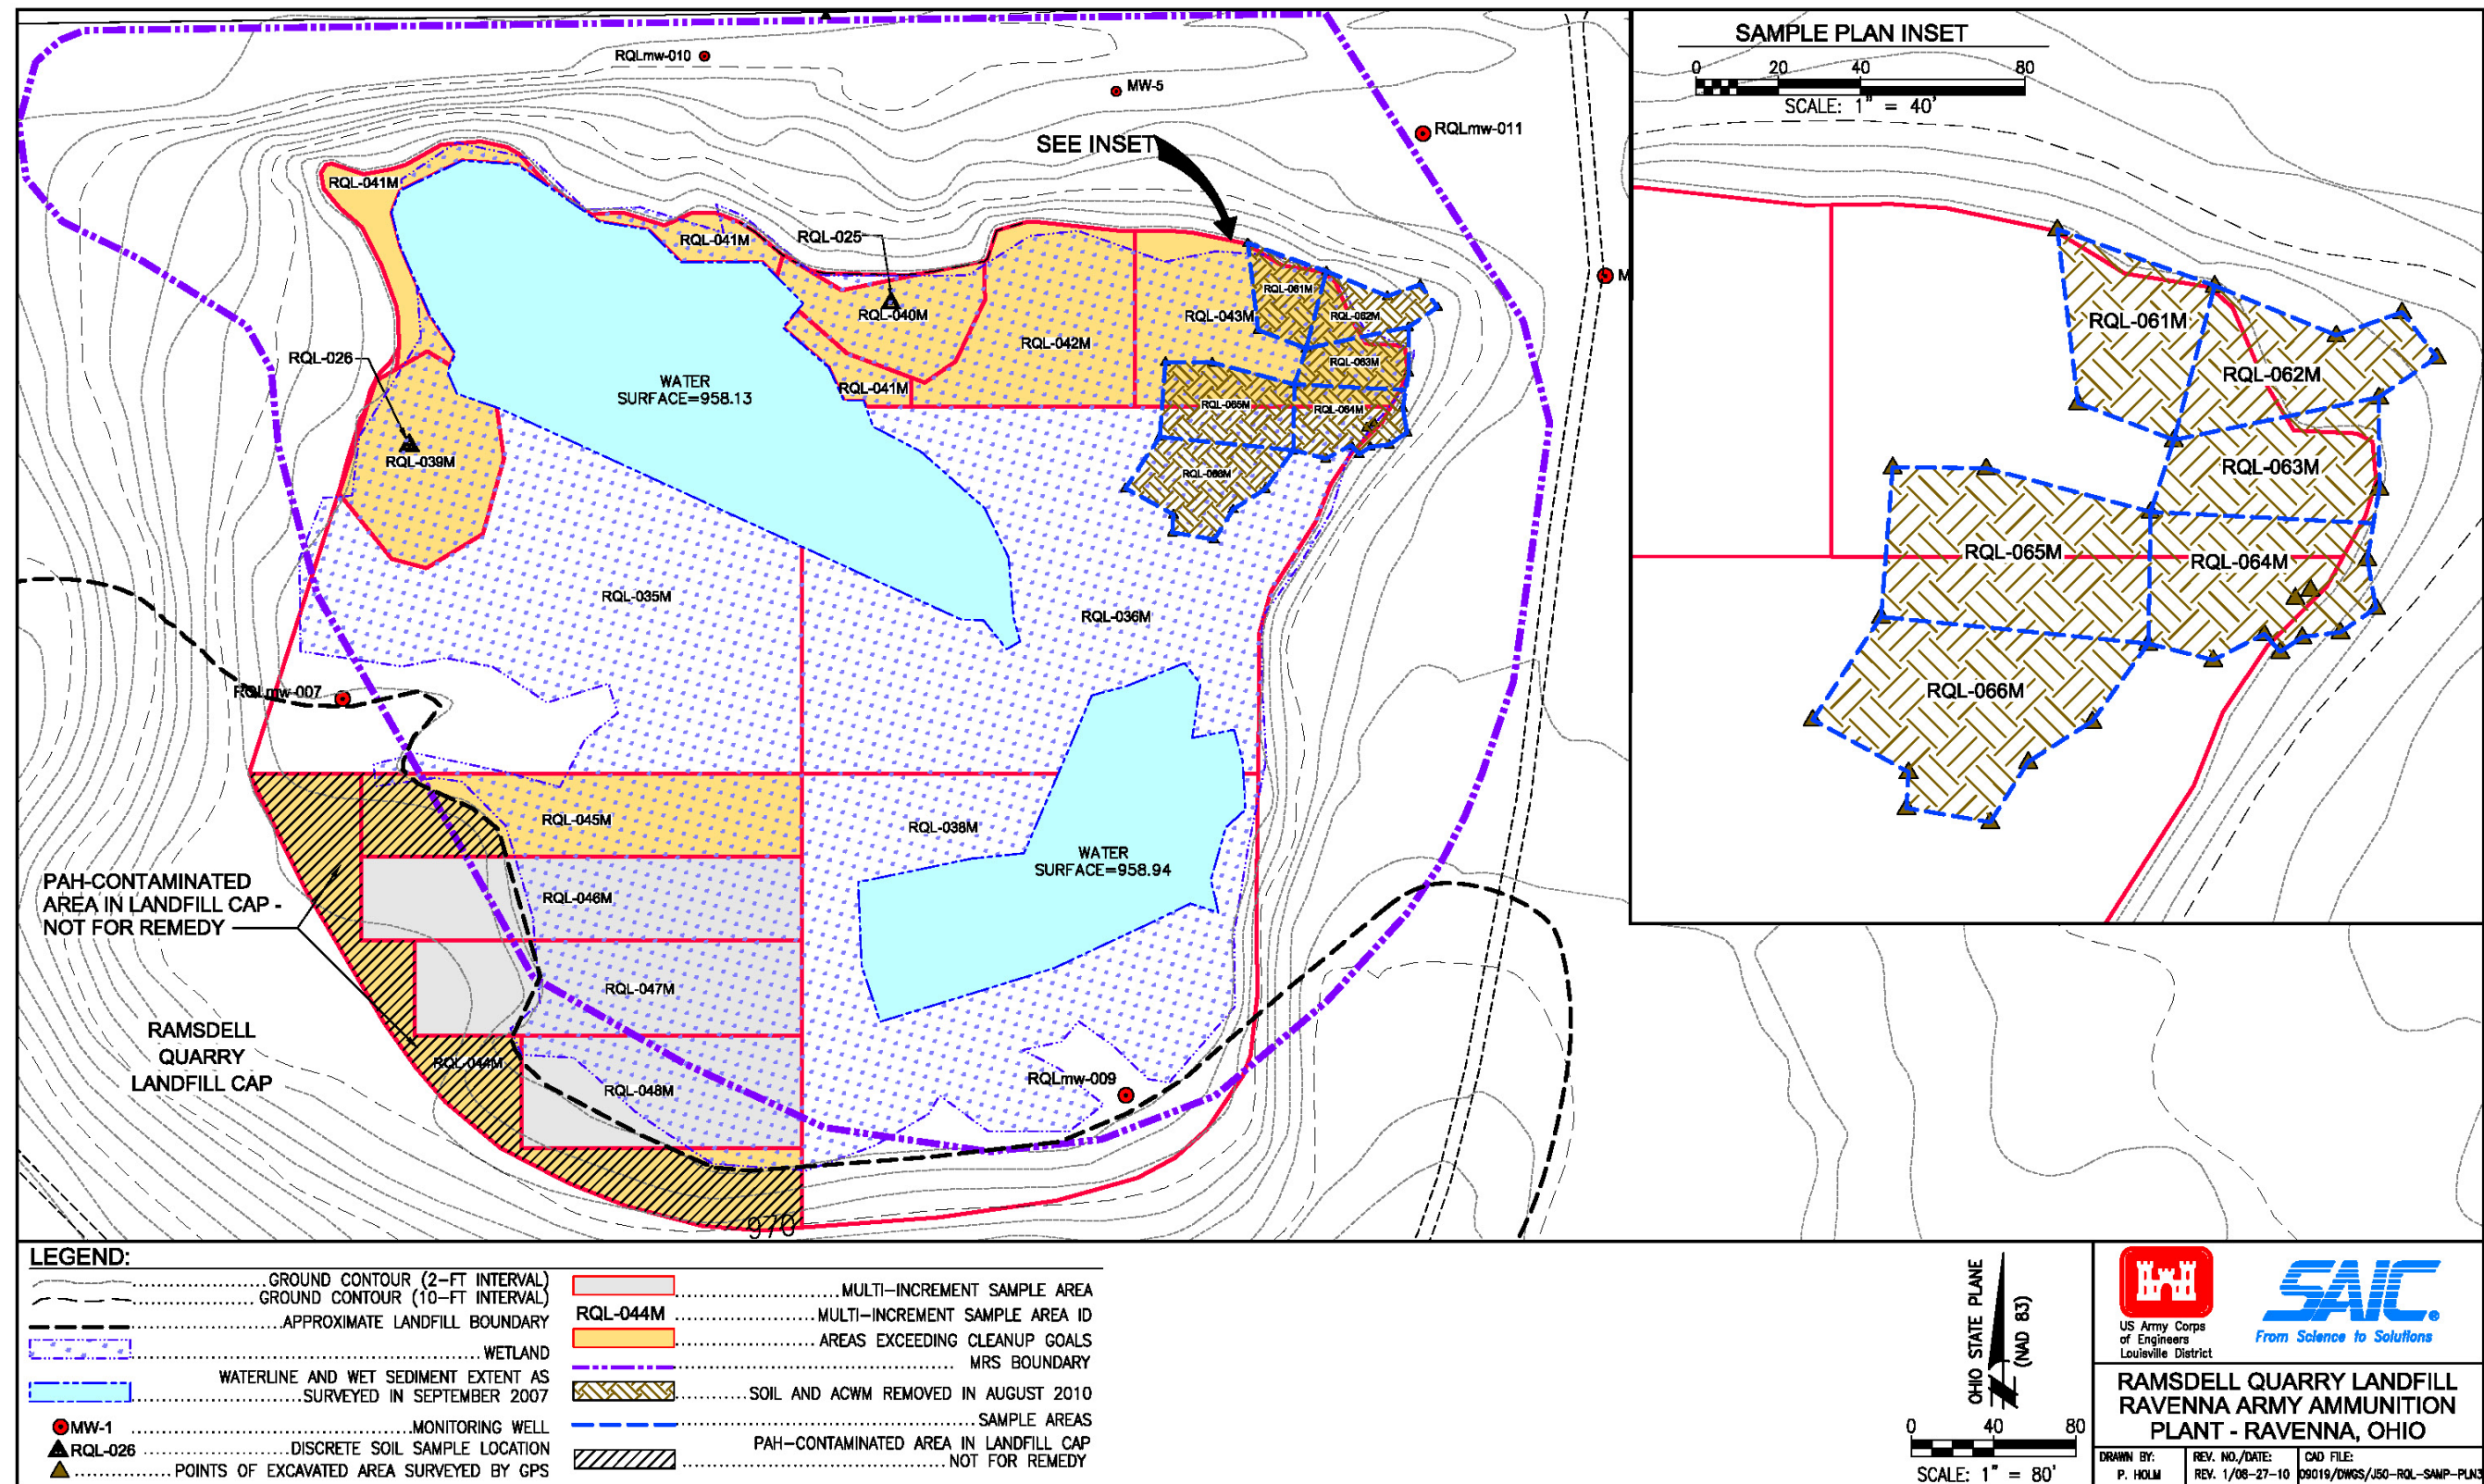 RQLmw-010
MW-5
RQLmw-011
SEE INSET
RQL-041M
RQL-041M
RQL-025
RQL-061M
RQL-062M
RQL-040M
RQL-043M
RQL-042M
RQL-026
RQL-063M
WATER
SURFACE=958.13
RQL-041M
RQL-065M
RQL-064M
RQL-039M
RQL-066M
RQL-035M
RQL-036M
RQLmw-007
RQL-045M
RQL-038M
WATER
SURFACE=958.94
PAH-CONTAMINATED
AREA IN LANDFILL CAP -
NOT FOR REMEDY
RQL-046M
RQL-047M
RAMSDELL
QUARRY
LANDFILL CAP
RQL-044M
RQL-048M
RQLmw-009
970
M
SAMPLE PLAN INSET
0 20 40 80
SCALE: 1" = 40'
RQL-061M
RQL-062M
RQL-063M
RQL-065M
RQL-064M
RQL-066M
LEGEND:
GROUND CONTOUR (2-FT INTERVAL)
GROUND CONTOUR (10-FT INTERVAL)
APPROXIMATE LANDFILL BOUNDARY
WETLAND
WATERLINE AND WET SEDIMENT EXTENT AS
SURVEYED IN SEPTEMBER 2007
MW-1 MONITORING WELL
RQL-026 DISCRETE SOIL SAMPLE LOCATION
POINTS OF EXCAVATED AREA SURVEYED BY GPS
MULTI-INCREMENT SAMPLE AREA
RQL-044M MULTI-INCREMENT SAMPLE AREA ID
AREAS EXCEEDING CLEANUP GOALS
MRS BOUNDARY
SOIL AND ACWM REMOVED IN AUGUST 2010
SAMPLE AREAS
PAH-CONTAMINATED AREA IN LANDFILL CAP
NOT FOR REMEDY
OHIO STATE PLANE
(NAD 83)
0 40 80
SCALE: 1" = 80'
US Army Corps
of Engineers
Louisville District
SAIC
From Science to Solutions
RAMSDELL QUARRY LANDFILL
RAVENNA ARMY AMMUNITION
PLANT - RAVENNA, OHIO
DRAWN BY:
P. HOLM
REV. NO./DATE:
REV. 1/08-27-10
CAD FILE: